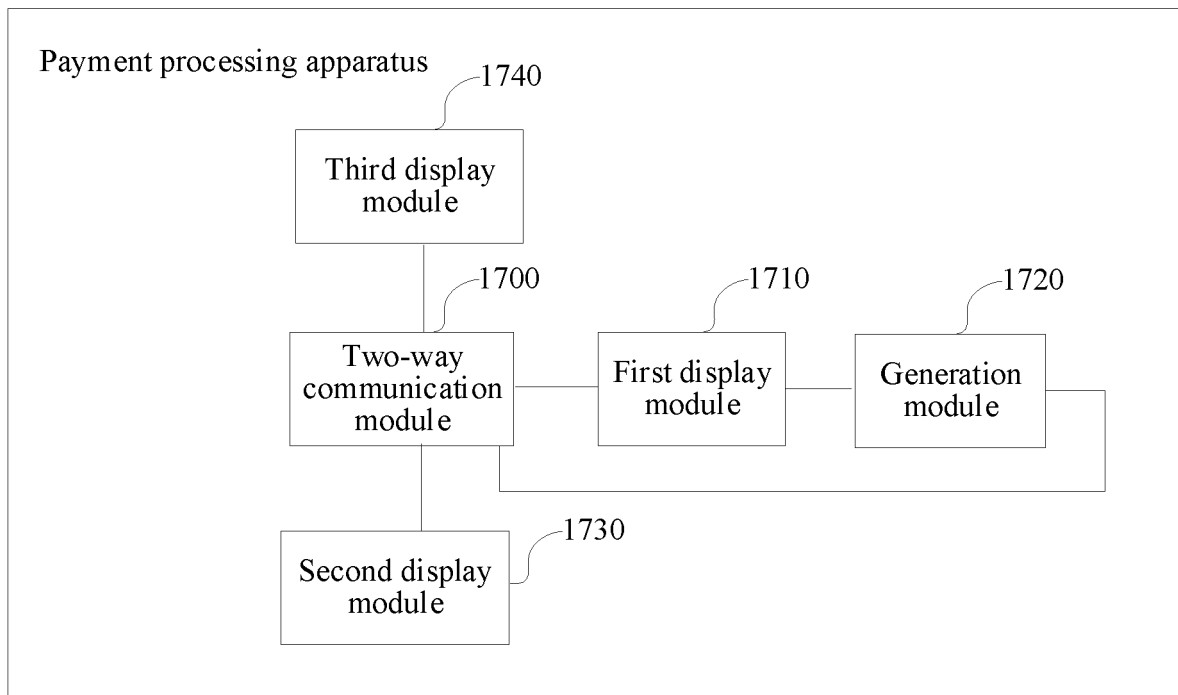 Payment processing apparatus
1740
Third display
module
1700
1710
1720
Two-way
communication
module
First display
module
Generation
module
1730
Second display
module